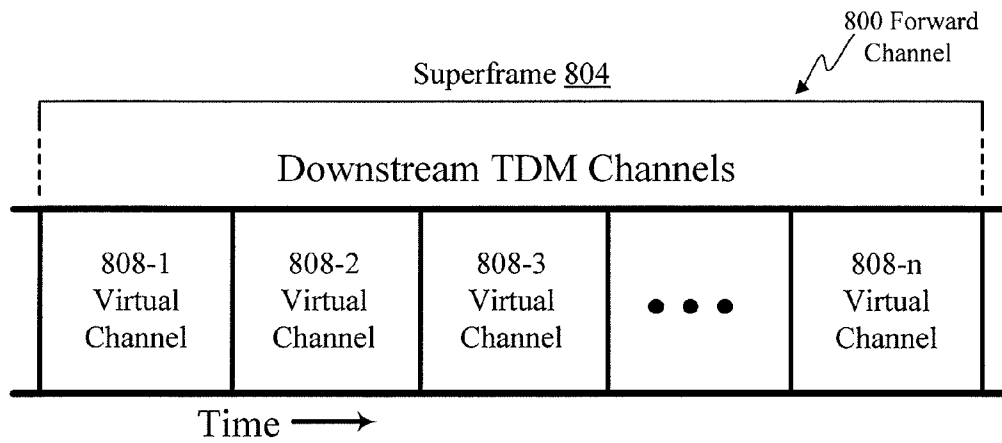 800 Forward
Channel
Superframe 804
Downstream TDM Channels
808-1
Virtual
Channel
808-2
Virtual
Channel
808-3
Virtual
Channel
808-n
Virtual
Channel
Time